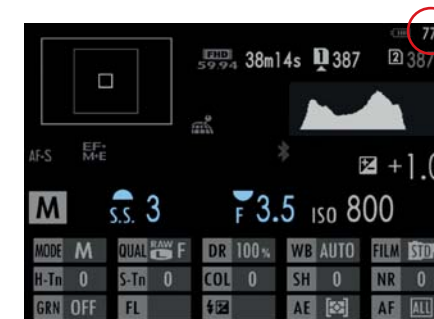 77
FHD 59.94 38m14s 1 387 2 387
AF-S EF-M+E
+1.0
M S.S. 3 F 3.5 ISO 800
MODE M QUAL RAW L F DR 100% WB AUTO FILM STD
H-Tn 0 S-Tn 0 COL 0 SH 0 NR 0
GRN OFF FL AE AF ALL